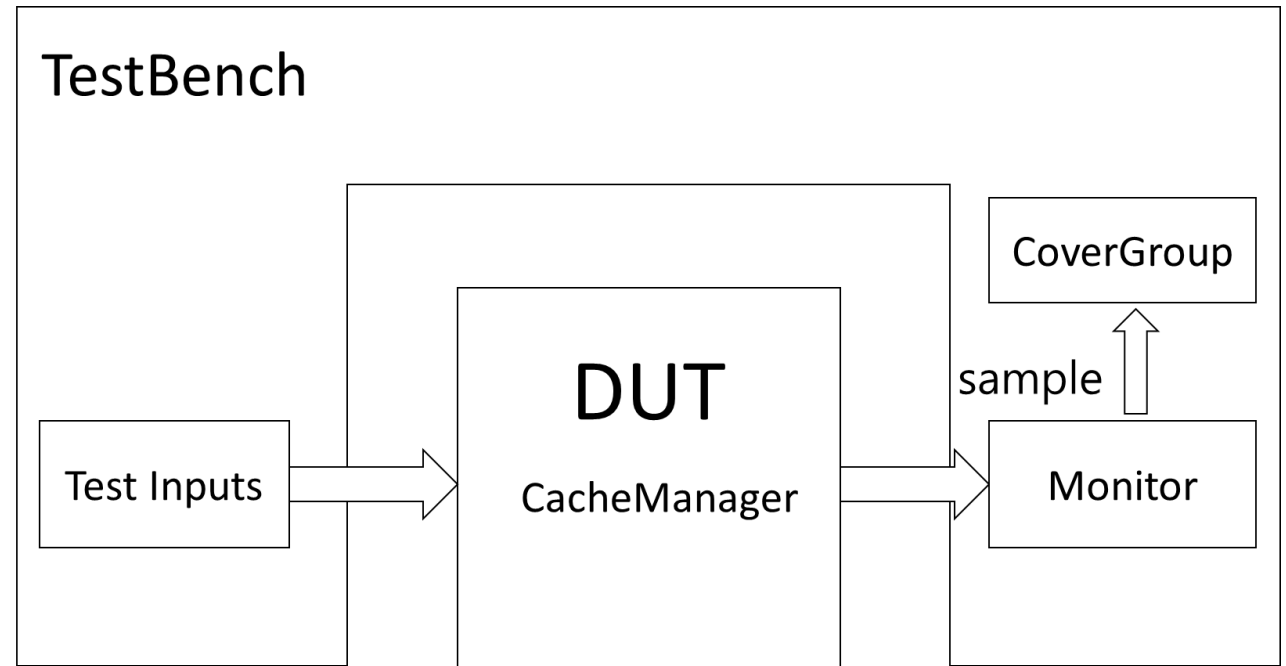 TestBench
CoverGroup
DUT
sample
Test Inputs
CacheManager
Monitor